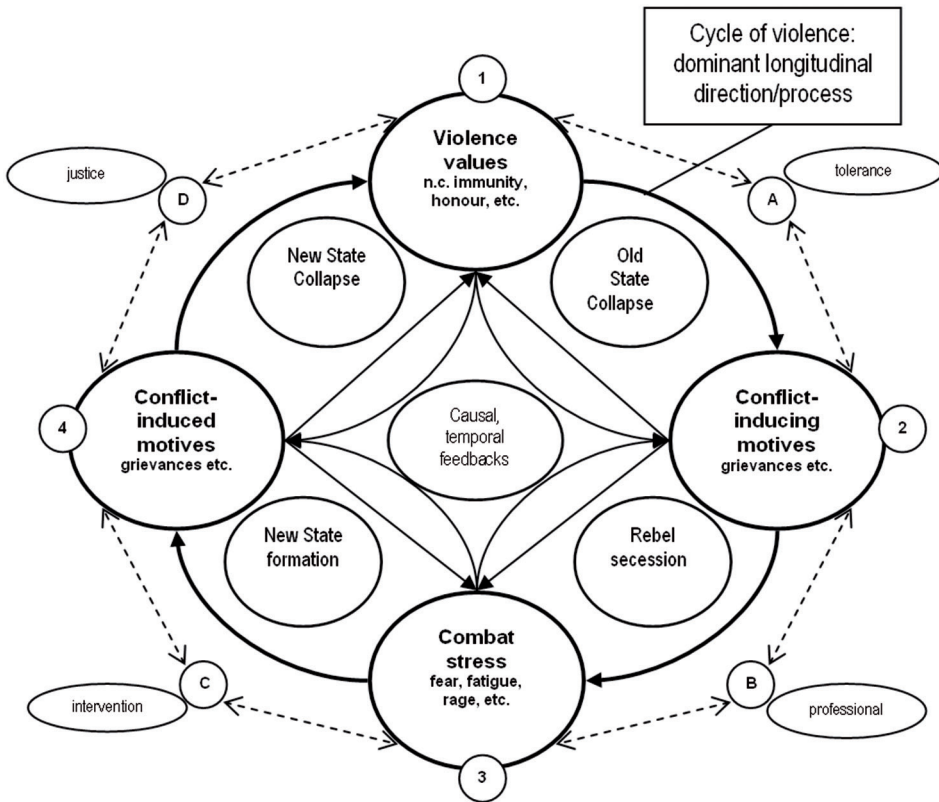 Cycle of violence:
dominant longitudinal
direction/process
1
Violence
values
n.c. immunity,
honour, etc.
justice
D
tolerance
A
New State
Collapse
Old
State
Collapse
4
Conflict-
induced
motives
grievances etc.
Causal,
temporal
feedbacks
Conflict-
inducing
motives
grievances etc.
2
New State
formation
Rebel
secession
Combat
stress
fear, fatigue,
rage, etc.
C
intervention
B
professional
3